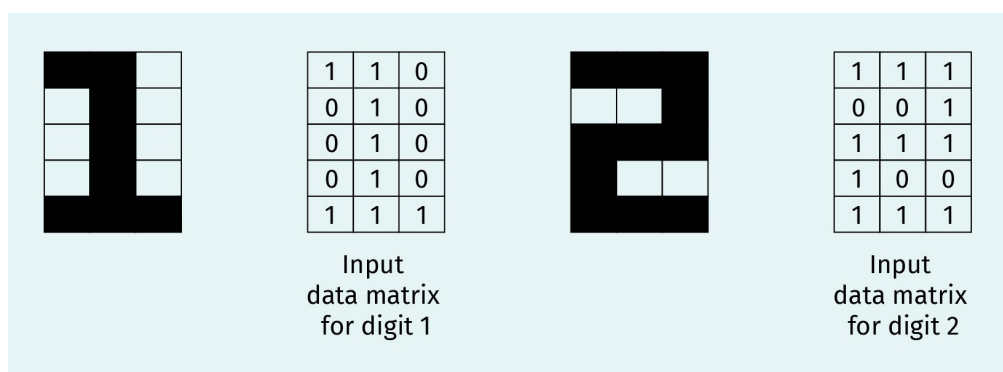 1 1 0
0 1 0
0 1 0
0 1 0
1 1 1
Input
data matrix
for digit 1
1 1 1
0 0 1
1 1 1
1 0 0
1 1 1
Input
data matrix
for digit 2